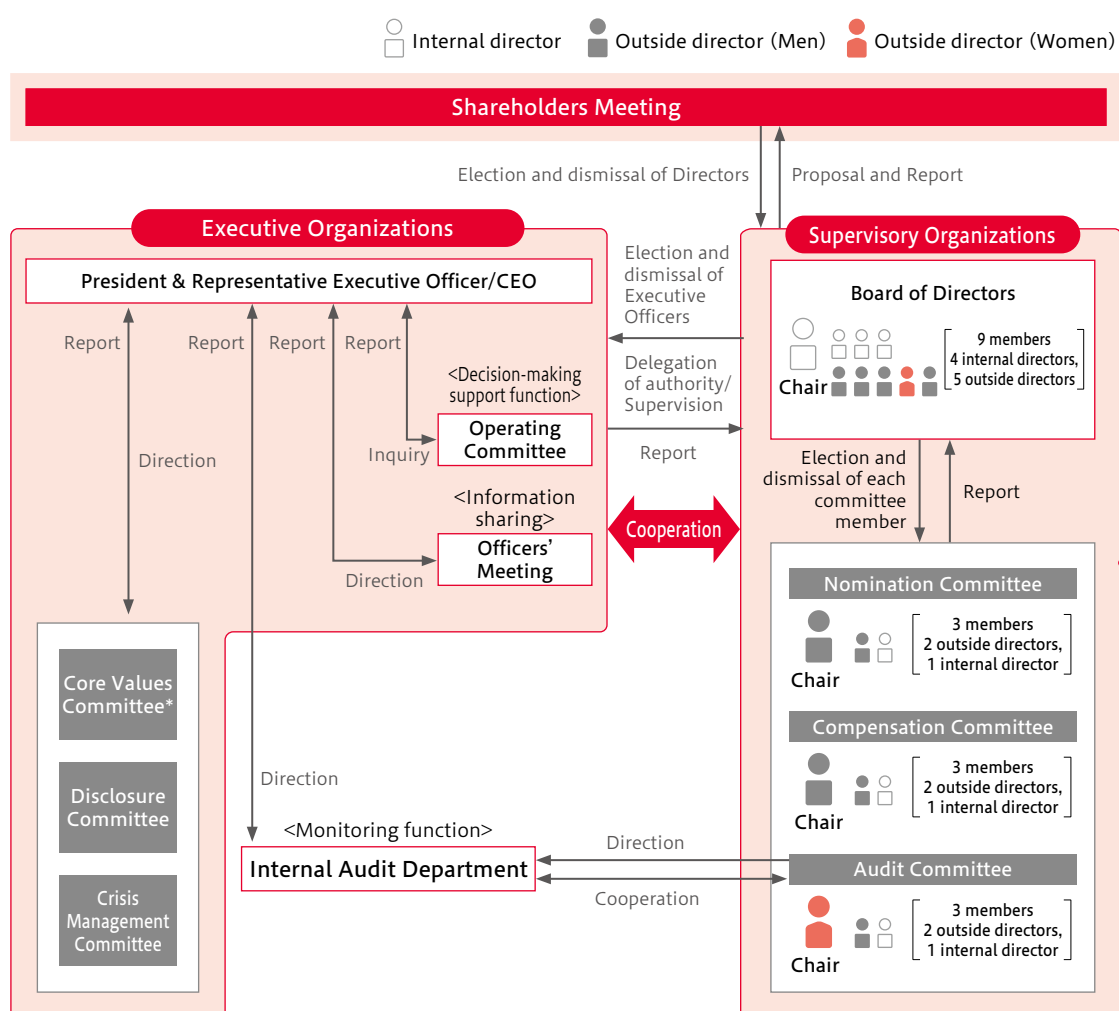 Internal director
Outside director (Men)
Outside director (Women)
Shareholders Meeting
Election and dismissal of Directors
Proposal and Report
Executive Organizations
President & Representative Executive Officer/CEO
Report
Report
Report
Report
<Decision-making
support function>
Operating
Committee
Inquiry
Direction
<Information
sharing>
Officers'
Meeting
Direction
Core Values
Committee*
Disclosure
Committee
Crisis
Management
Committee
Direction
<Monitoring function>
Internal Audit Department
Election and
dismissal of
Executive
Officers
Delegation
of authority/
Supervision
Report
Cooperation
Direction
Cooperation
Supervisory Organizations
Board of Directors
Chair
9 members
4 internal directors,
5 outside directors
Election and
dismissal of each
committee
member
Report
Nomination Committee
Chair
3 members
2 outside directors,
1 internal director
Compensation Committee
Chair
3 members
2 outside directors,
1 internal director
Audit Committee
Chair
3 members
2 outside directors,
1 internal director